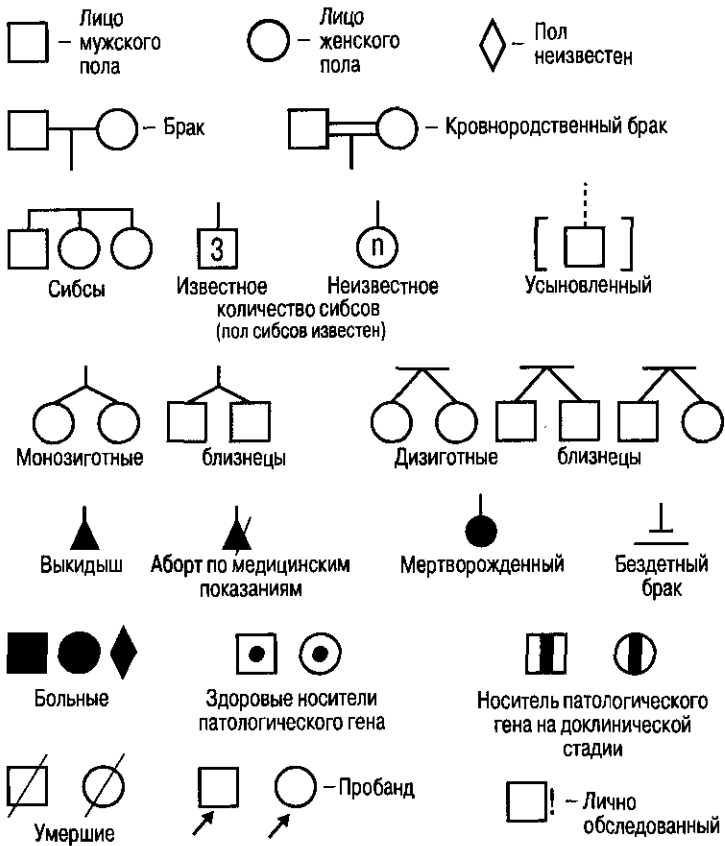 Лицо
– мужского
пола
Лицо
– женского
пола
– Пол
неизвестен
– Брак
– Кровнородственный брак
3
n
Сибсы
Известное
Неизвестное
количество сибсов
(пол сибсов известен)
[ ]
Усыновленный
Монозиготные
близнецы
Дизиготные
близнецы
Выкидыш
Аборт по медицинским
показаниям
Мертворожденный
Бездетный
брак
Больные
Здоровые носители
патологического гена
Носитель патологического
гена на доклинической
стадии
Умершие
– Пробанд
! – Лично
обследованный